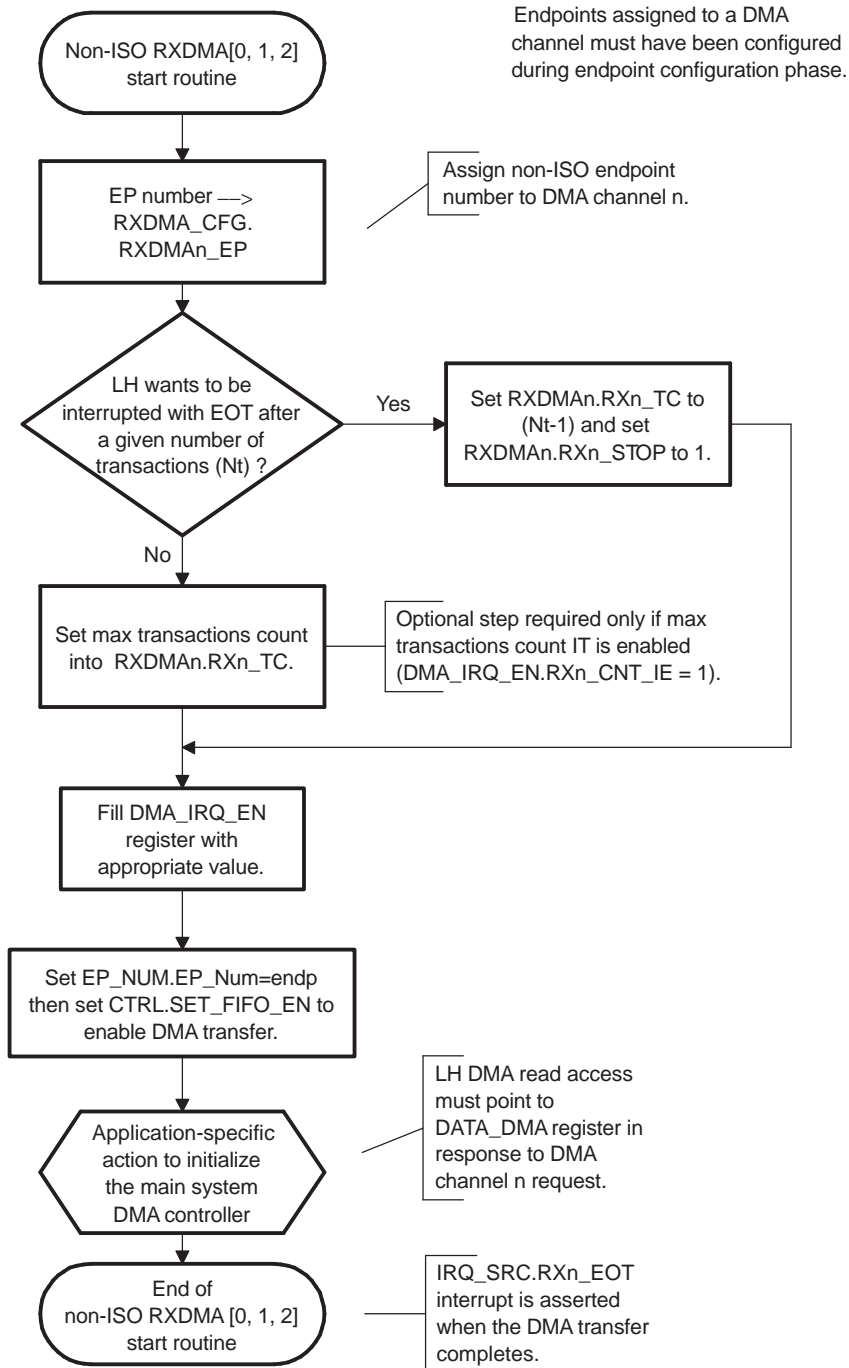 Endpoints assigned to a DMA
channel must have been configured
during endpoint configuration phase.
Non-ISO RXDMA[0, 1, 2]
start routine
EP number ––>
RXDMA_CFG.
RXDMAn_EP
Assign non-ISO endpoint
number to DMA channel n.
LH wants to be
interrupted with EOT after
a given number of
transactions (Nt) ?
Yes
Set RXDMAn.RXn_TC to
(Nt-1) and set
RXDMAn.RXn_STOP to 1.
No
Set max transactions count
into RXDMAn.RXn_TC.
Optional step required only if max
transactions count IT is enabled
(DMA_IRQ_EN.RXn_CNT_IE = 1).
Fill DMA_IRQ_EN
register with
appropriate value.
Set EP_NUM.EP_Num=endp
then set CTRL.SET_FIFO_EN to
enable DMA transfer.
LH DMA read access
must point to
DATA_DMA register in
response to DMA
channel n request.
Application-specific
action to initialize
the main system
DMA controller
End of
non-ISO RXDMA [0, 1, 2]
start routine
IRQ_SRC.RXn_EOT
interrupt is asserted
when the DMA transfer
completes.